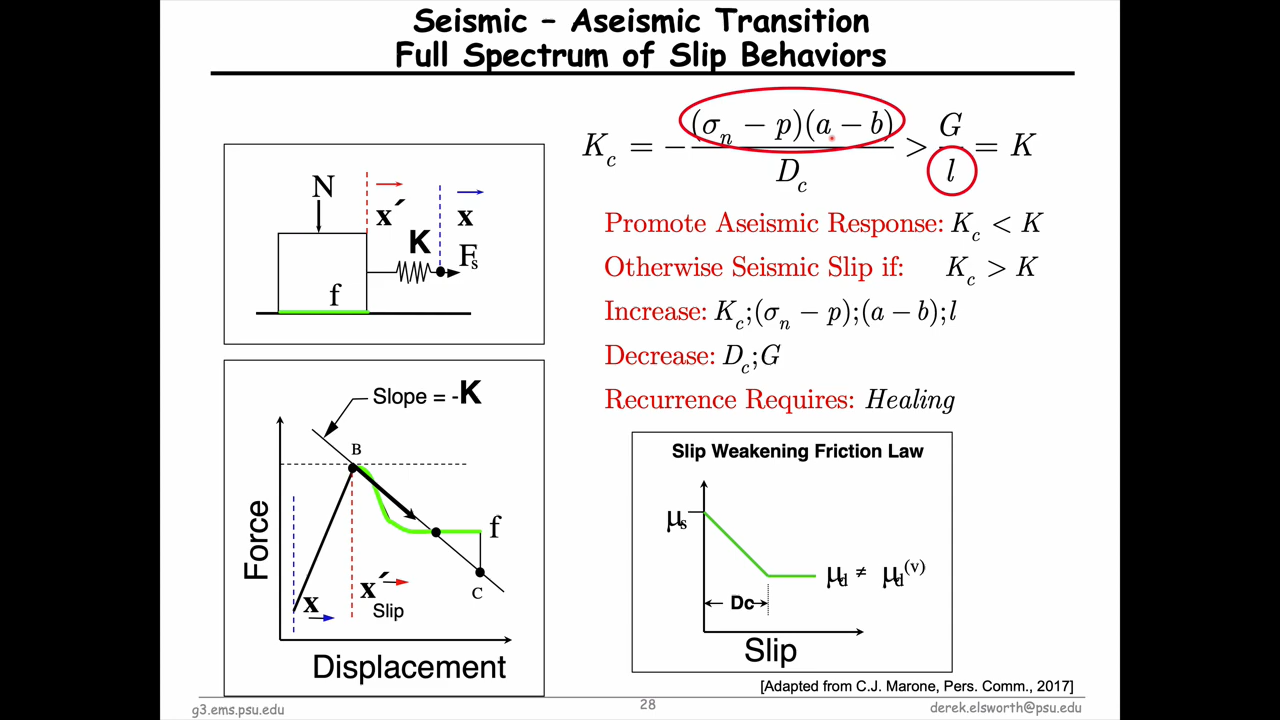 Seismic – Aseismic Transition
Full Spectrum of Slip Behaviors
K_c = −(σ_n − p)(a − b)/D_c > G/l = K
Promote Aseismic Response: K_c < K
Otherwise Seismic Slip if: K_c > K
Increase: K_c;(σ_n − p);(a − b);l
Decrease: D_c;G
Recurrence Requires: Healing
N
x´
x
K
F_s
f
Slope = -K
B
f
C
x
x´
Slip
Force
Displacement
Slip Weakening Friction Law
μ_s
μ_d ≠ μ_d^(v)
Dc
Slip
[Adapted from C.J. Marone, Pers. Comm., 2017]
g3.ems.psu.edu
28
derek.elsworth@psu.edu